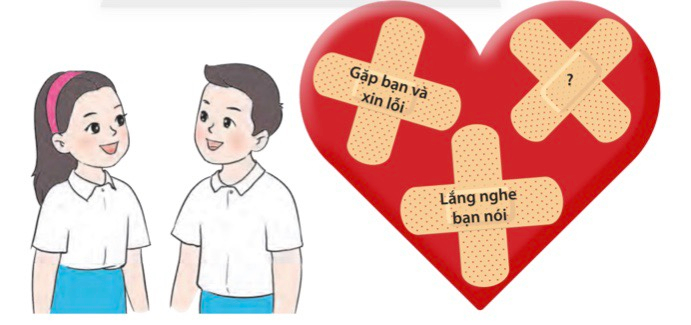 Gặp bạn và
xin lỗi
?
Lắng nghe
bạn nói